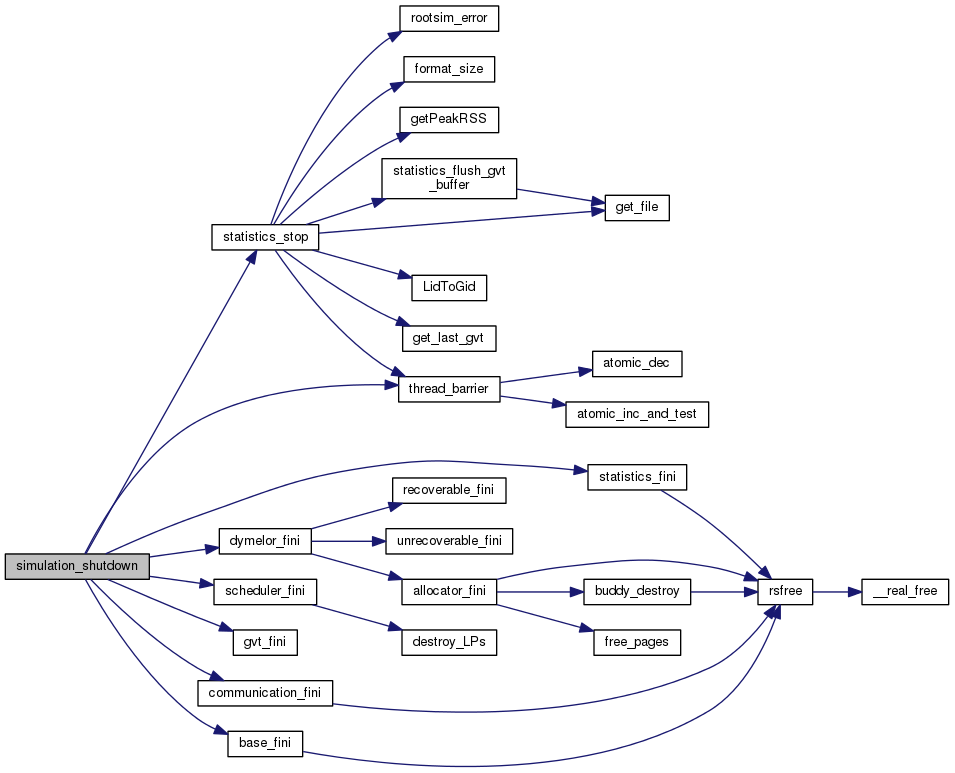 rootsim_error
format_size
getPeakRSS
statistics_flush_gvt
_buffer
get_file
statistics_stop
LidToGid
get_last_gvt
atomic_dec
thread_barrier
atomic_inc_and_test
statistics_fini
recoverable_fini
dymelor_fini
unrecoverable_fini
simulation_shutdown
scheduler_fini
allocator_fini
buddy_destroy
rsfree
__real_free
gvt_fini
destroy_LPs
free_pages
communication_fini
base_fini